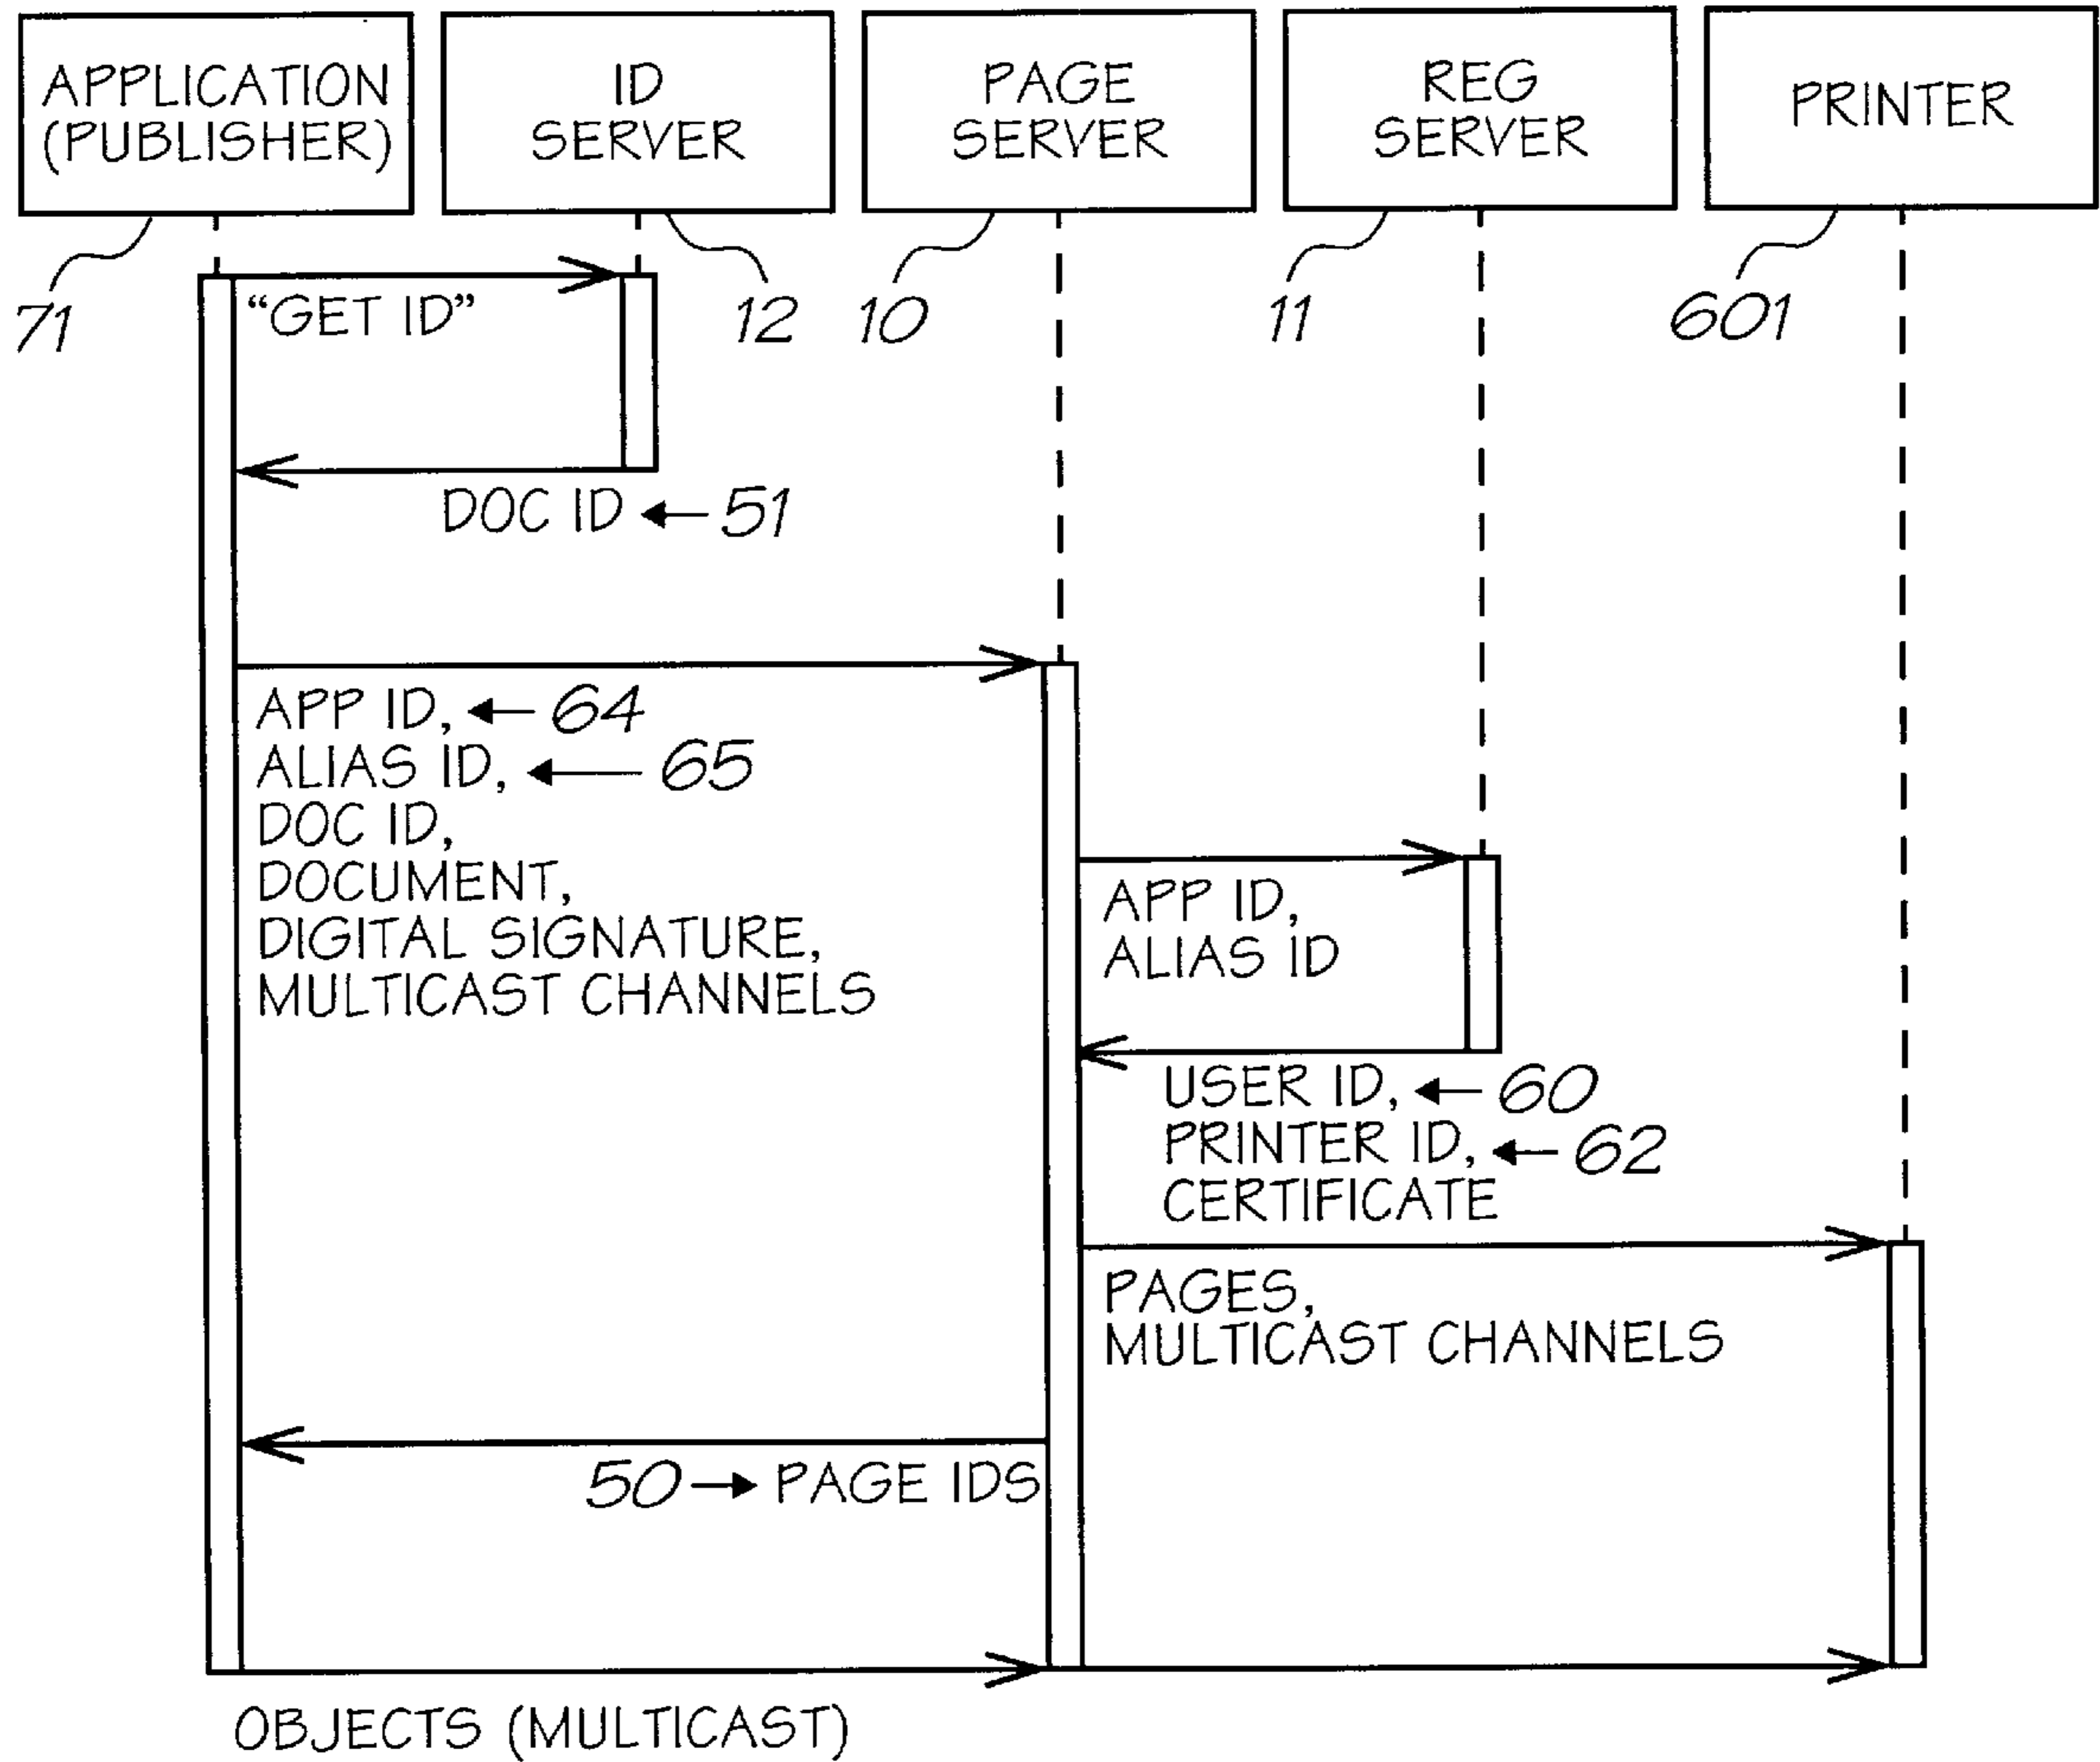 APPLICATION
(PUBLISHER)
ID
SERVER
PAGE
SERVER
REG
SERVER
PRINTER
71
12
10
11
601
“GET ID”
DOC ID 51
APP ID, 64
ALIAS ID, 65
DOC ID,
DOCUMENT,
DIGITAL SIGNATURE,
MULTICAST CHANNELS
APP ID,
ALIAS ID
USER ID, 60
PRINTER ID, 62
CERTIFICATE
PAGES,
MULTICAST CHANNELS
50 PAGE IDS
OBJECTS (MULTICAST)